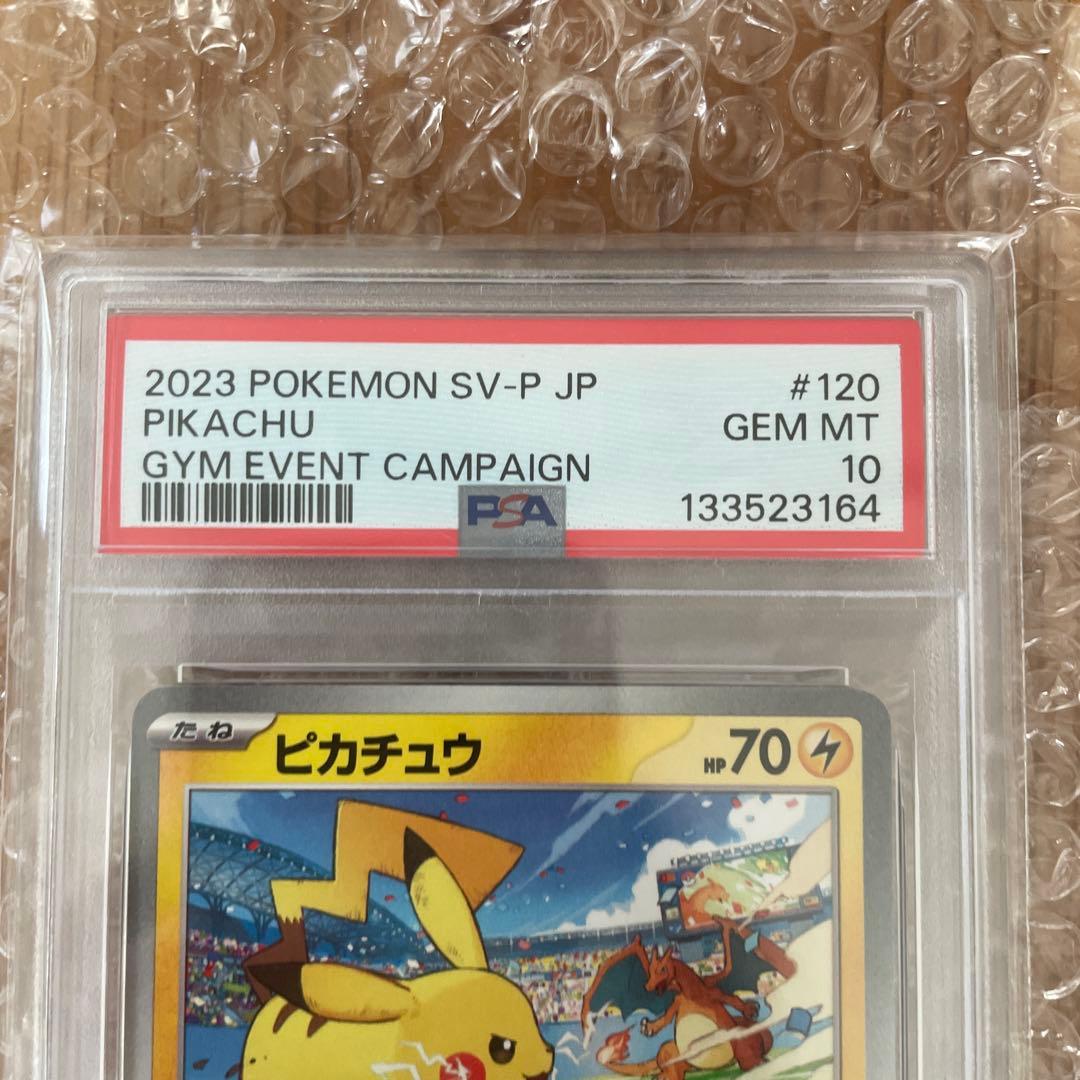 2023 POKEMON SV-P JP #120
PIKACHU GEM MT
GYM EVENT CAMPAIGN 10
PSA 133523164
たね ピカチュウ HP70